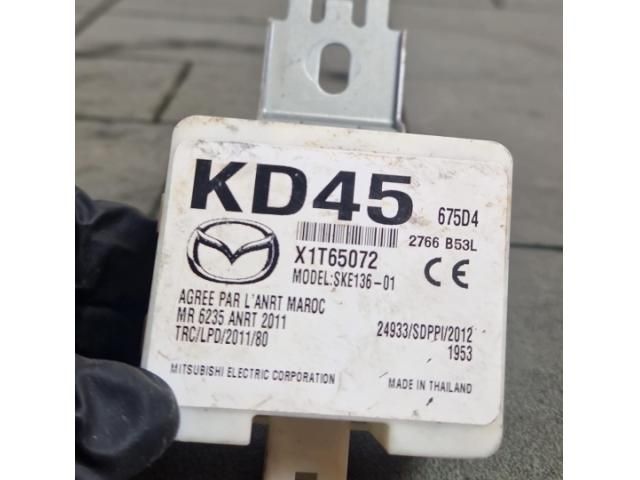 KD45 675D4
2766 B53L
X1T65072 CE
MODEL:SKE136-01
AGREE PAR L'ANRT MAROC
MR 6235 ANRT 2011 24933/SDPPI/2012
TRC/LPD/2011/80 1953
MITSUBISHI ELECTRIC CORPORATION MADE IN THAILAND